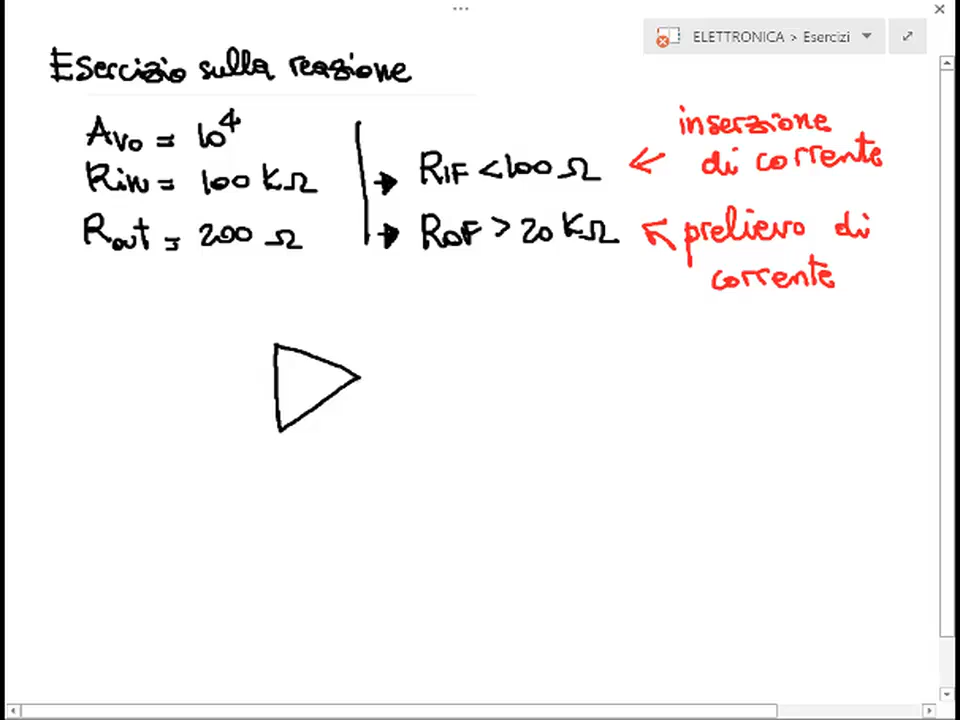 ELETTRONICA > Esercizi
Esercizio sulla reazione
Avo = 10⁴
Rin = 100 KΩ
Rout = 200 Ω
RIF < 100 Ω
ROF > 20 KΩ
inserzione
di corrente
prelievo di
corrente